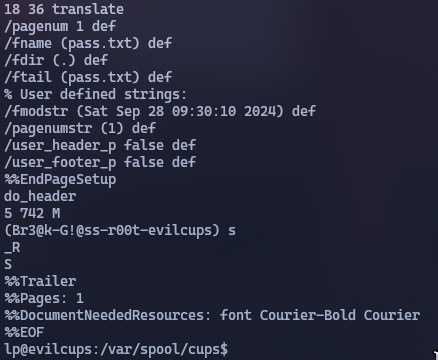 18 36 translate
/pagenum 1 def
/fname (pass.txt) def
/fdir (.) def
/ftail (pass.txt) def
% User defined strings:
/fmodstr (Sat Sep 28 09:30:10 2024) def
/pagenumstr (1) def
/user_header_p false def
/user_footer_p false def
%%EndPageSetup
do_header
5 742 M
(Br3@k-G!@ss-r00t-evilcups) s
_R
S
%%Trailer
%%Pages: 1
%%DocumentNeededResources: font Courier-Bold Courier
%%EOF
lp@evilcups:/var/spool/cups$